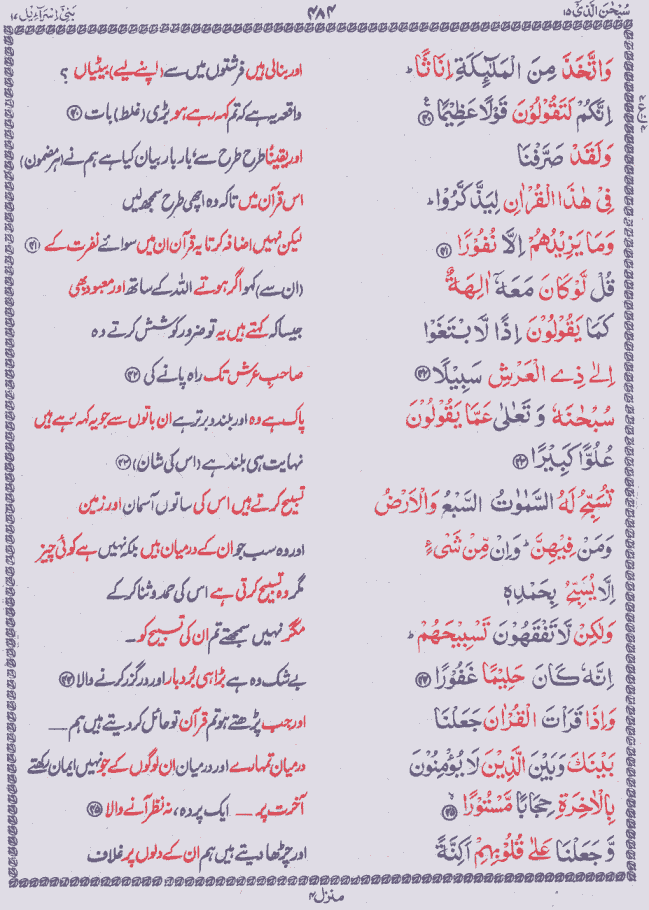 سُبْحٰنَ الَّذِیْٓ ۱۵
۴۸۴
بَنِیْٓ اِسْرَآءِیْل ۱۷
وَاتَّخَذَ مِنَ الْمَلٰٓئِكَةِ اِنَاثًا ؕ
اور بنالی ہیں فرشتوں میں سے (اپنے لیے) بیٹیاں ؟
اِنَّكُمْ لَتَقُوْلُوْنَ قَوْلًا عَظِیْمًا ﴿۴۰﴾
واقعہ یہ ہے کہ تم کہہ رہے ہو بڑی (غلط) بات ﴿۴۰﴾
وَلَقَدْ صَرَّفْنَا
اور یقیناً طرح طرح سے بار بار بیان کیا ہے ہم نے (ہر مضمون)
فِیْ هٰذَا الْقُرْاٰنِ لِیَذَّكَّرُوْا ؕ
اس قرآن میں تاکہ وہ اچھی طرح سمجھ لیں
وَمَا یَزِیْدُهُمْ اِلَّا نُفُوْرًا ﴿۴۱﴾
لیکن نہیں اضافہ کرتا یہ قرآن ان میں سوائے نفرت کے ﴿۴۱﴾
قُلْ لَّوْ كَانَ مَعَهٗۤ اٰلِهَةٌ
(ان سے) کہو اگر ہوتے اللہ کے ساتھ اور معبود بھی
كَمَا یَقُوْلُوْنَ اِذًا لَّابْتَغَوْا
جیسا کہ کہتے ہیں یہ تو ضرور کوشش کرتے وہ
اِلٰی ذِی الْعَرْشِ سَبِیْلًا ﴿۴۲﴾
صاحبِ عرش تک راہ پانے کی ﴿۴۲﴾
سُبْحٰنَهٗ وَ تَعٰلٰی عَمَّا یَقُوْلُوْنَ
پاک ہے وہ اور بلند و برتر ہے ان باتوں سے جو یہ کہہ رہے ہیں
عُلُوًّا كَبِیْرًا ﴿۴۳﴾
نہایت ہی بلند ہے (اس کی شان) ﴿۴۳﴾
تُسَبِّحُ لَهُ السَّمٰوٰتُ السَّبْعُ وَالْاَرْضُ
تسبیح کرتے ہیں اس کی ساتوں آسمان اور زمین
وَمَنْ فِیْهِنَّ ؕ وَاِنْ مِّنْ شَیْءٍ
اور وہ سب جو ان کے درمیان ہیں بلکہ نہیں ہے کوئی چیز
اِلَّا یُسَبِّحُ بِحَمْدِهٖ
مگر وہ تسبیح کرتی ہے اس کی حمد و ثنا کر کے
وَلٰكِنْ لَّا تَفْقَهُوْنَ تَسْبِیْحَهُمْ ؕ
مگر نہیں سمجھتے تم ان کی تسبیح کو ۔
اِنَّهٗ كَانَ حَلِیْمًا غَفُوْرًا ﴿۴۴﴾
بے شک وہ ہے بڑا ہی بُردبار اور درگزر کرنے والا ﴿۴۴﴾
وَاِذَا قَرَاْتَ الْقُرْاٰنَ جَعَلْنَا
اور جب پڑھتے ہو تم قرآن تو حائل کر دیتے ہیں ہم ـــ
بَیْنَكَ وَبَیْنَ الَّذِیْنَ لَا یُؤْمِنُوْنَ
درمیان تمہارے اور درمیان ان لوگوں کے جو نہیں ایمان رکھتے
بِالْاٰخِرَةِ حِجَابًا مَّسْتُوْرًا ﴿۴۵﴾
آخرت پر ـــ ایک پردہ، نہ نظر آنے والا ﴿۴۵﴾
وَّ جَعَلْنَا عَلٰی قُلُوْبِهِمْ اَكِنَّةً
اور چڑھا دیتے ہیں ہم ان کے دلوں پر غلاف
منزل ۴